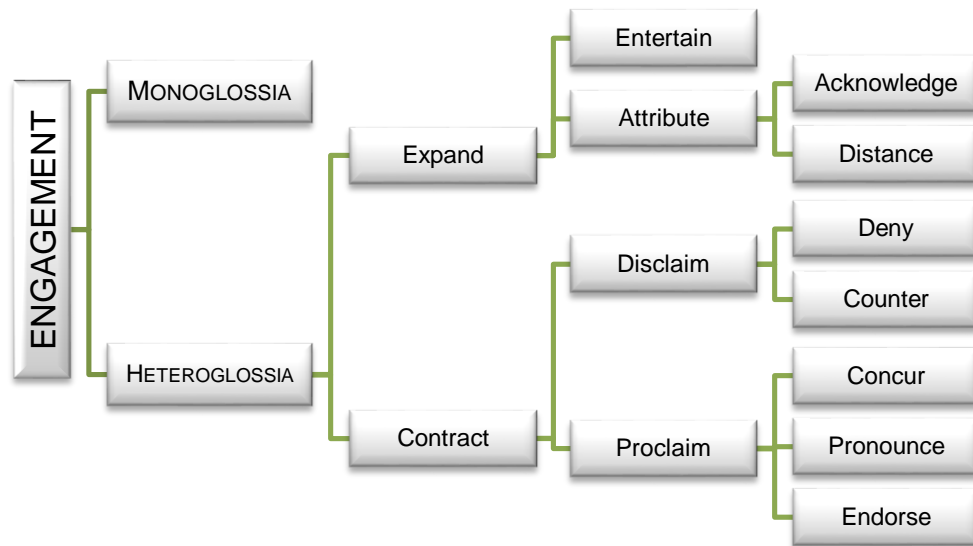 ENGAGEMENT
MONOGLOSSIA
HETEROGLOSSIA
Expand
Contract
Entertain
Attribute
Disclaim
Proclaim
Acknowledge
Distance
Deny
Counter
Concur
Pronounce
Endorse